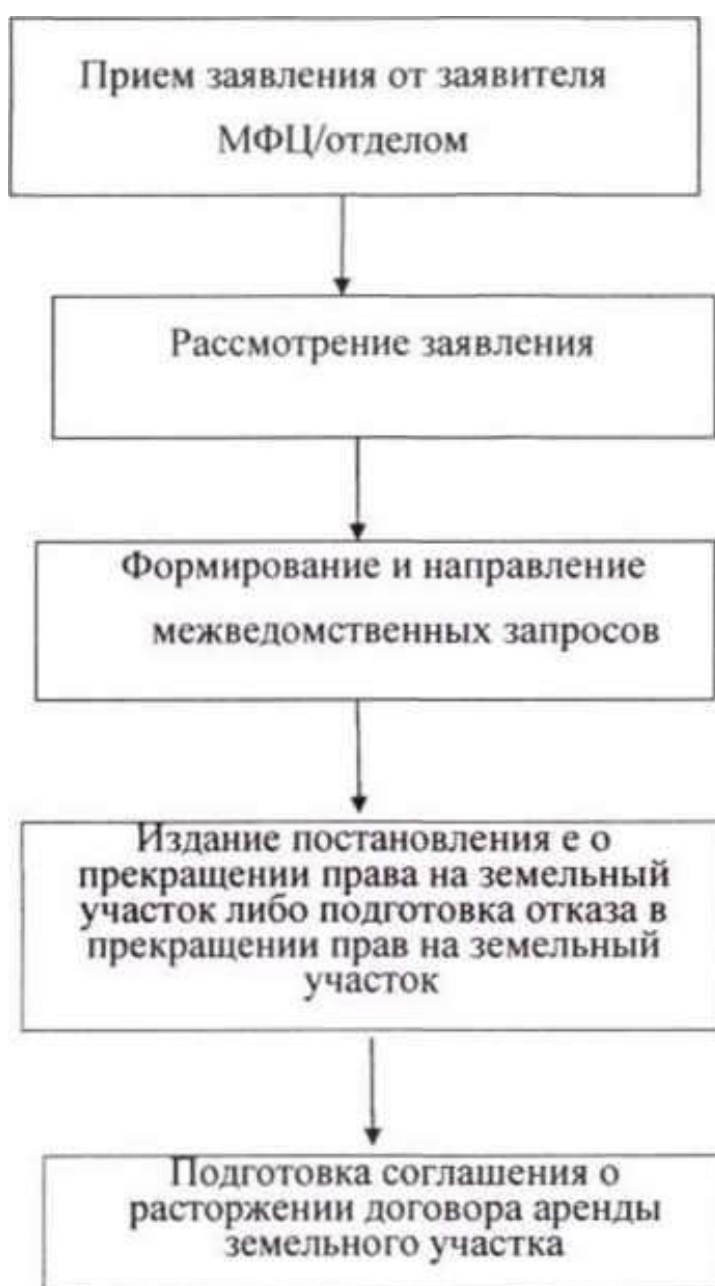 Прием заявления от заявителя
МФЦ/отделом
Рассмотрение заявления
Формирование и направление
межведомственных запросов
Издание постановления е о
прекращении права на земельный
участок либо подготовка отказа в
прекращении прав на земельный
участок
Подготовка соглашения о
расторжении договора аренды
земельного участка